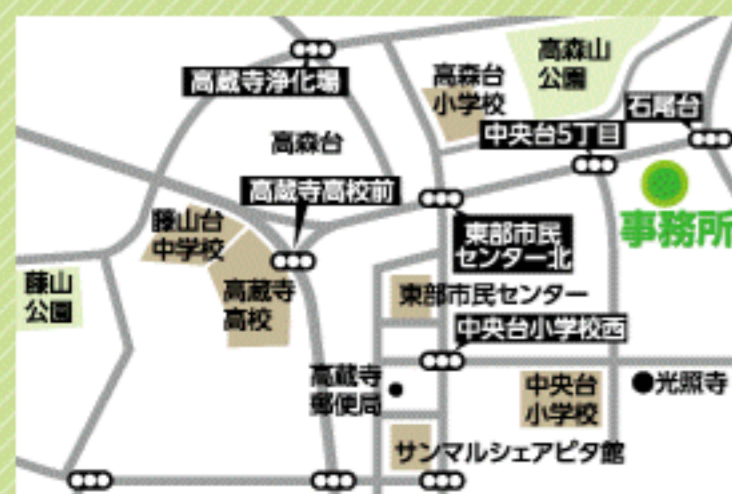 高蔵寺浄化場
高森山
公園
高森台
小学校
石尾台
中央台5丁目
高森台
高蔵寺高校前
藤山台
中学校
東部市民
センター北
事務所
藤山
公園
高蔵寺
高校
東部市民センター
中央台小学校西
高蔵寺
郵便局
中央台
小学校
光照寺
サンマルシェアピタ館